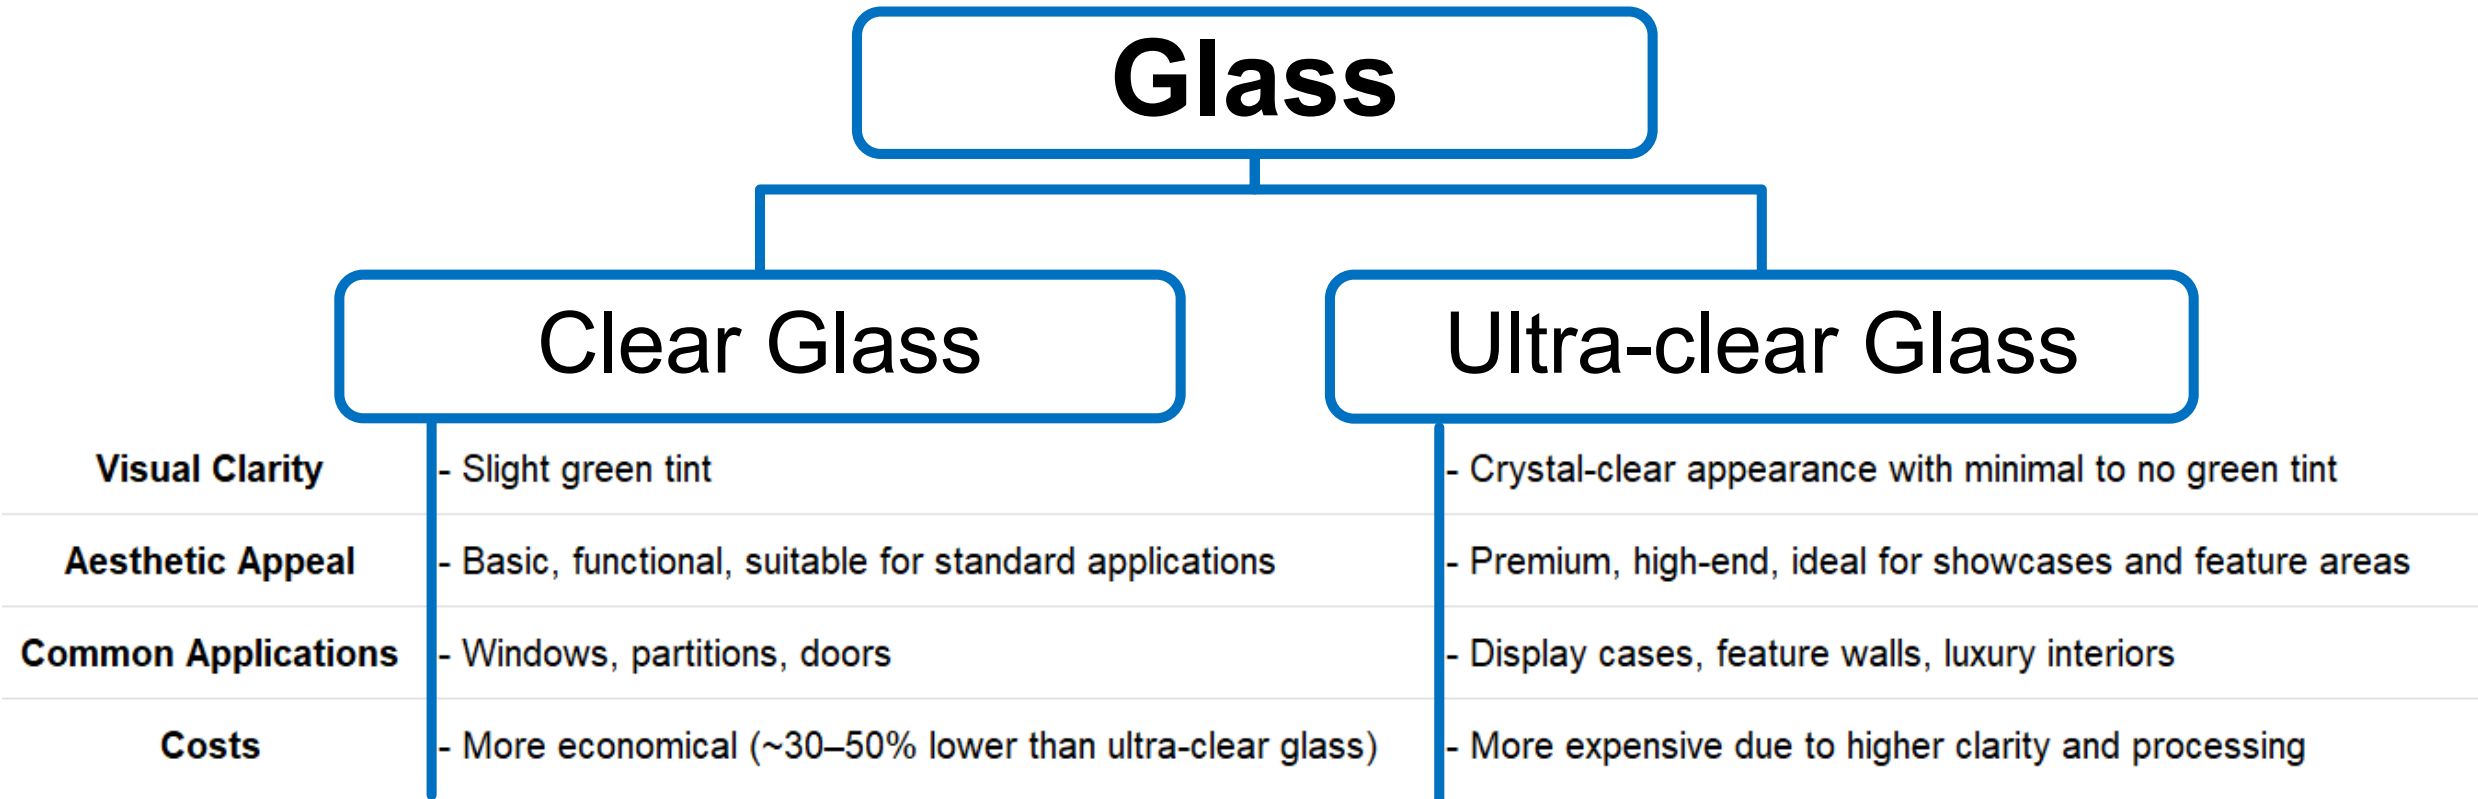 Glass
Clear Glass
Ultra-clear Glass
Visual Clarity - Slight green tint - Crystal-clear appearance with minimal to no green tint
Aesthetic Appeal - Basic, functional, suitable for standard applications - Premium, high-end, ideal for showcases and feature areas
Common Applications - Windows, partitions, doors - Display cases, feature walls, luxury interiors
Costs - More economical (~30–50% lower than ultra-clear glass) - More expensive due to higher clarity and processing